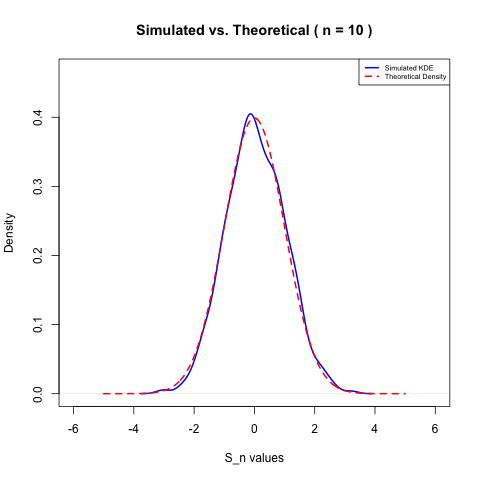 Simulated vs. Theoretical ( n = 10 )
Simulated KDE
Theoretical Density
Density
0.0
0.1
0.2
0.3
0.4
-6
-4
-2
0
2
4
6
S_n values